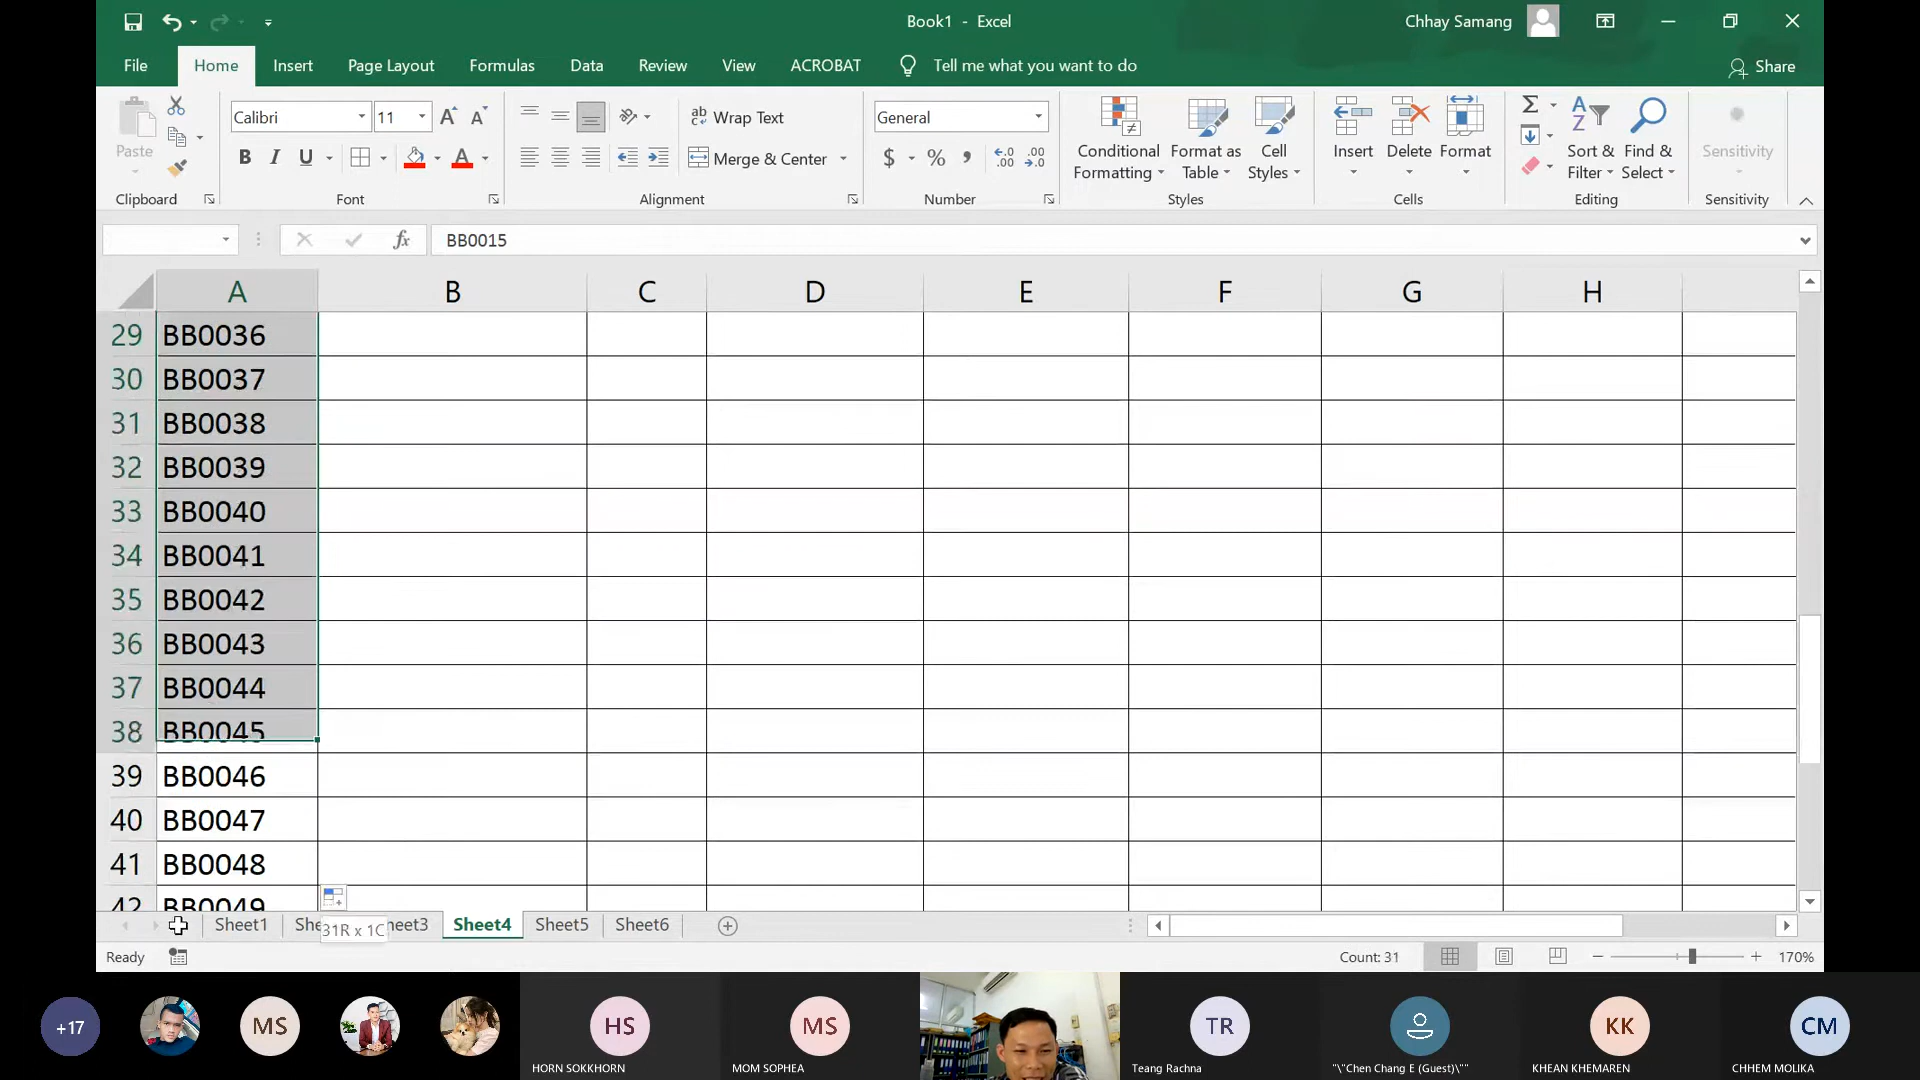 Book1 - Excel
Chhay Samang
File Home Insert Page Layout Formulas Data Review View ACROBAT Tell me what you want to do Share
Calibri 11 Wrap Text General
Paste B I U Merge & Center $ % Conditional Formatting Format as Table Cell Styles Insert Delete Format Sort & Filter Find & Select Sensitivity
Clipboard Font Alignment Number Styles Cells Editing Sensitivity
fx BB0015
A B C D E F G H
29 BB0036
30 BB0037
31 BB0038
32 BB0039
33 BB0040
34 BB0041
35 BB0042
36 BB0043
37 BB0044
38 BB0045
39 BB0046
40 BB0047
41 BB0048
42 BB0049
Sheet1 She heet3 Sheet4 Sheet5 Sheet6
31R x 1C
Ready Count: 31 170%
+17 MS HS MS TR KK CM
HORN SOKKHORN MOM SOPHEA Teang Rachna "\"Chen Chang E (Guest)\"" KHEAN KHEMAREN CHHEM MOLIKA